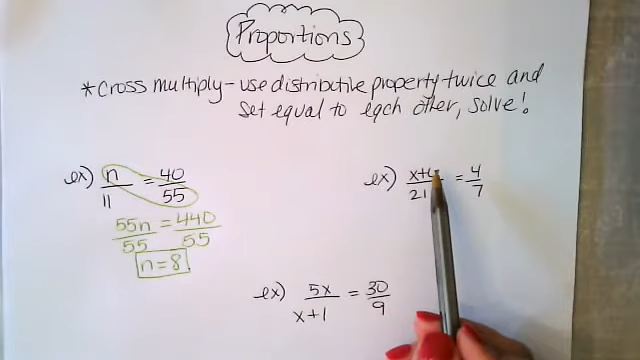 Proportions
*Cross multiply - use distributive property twice and
set equal to each other, solve!
ex) n/11 = 40/55
55n/55 = 440/55
n = 8
ex) x+ /21 = 4/7
ex) 5x/x+1 = 30/9